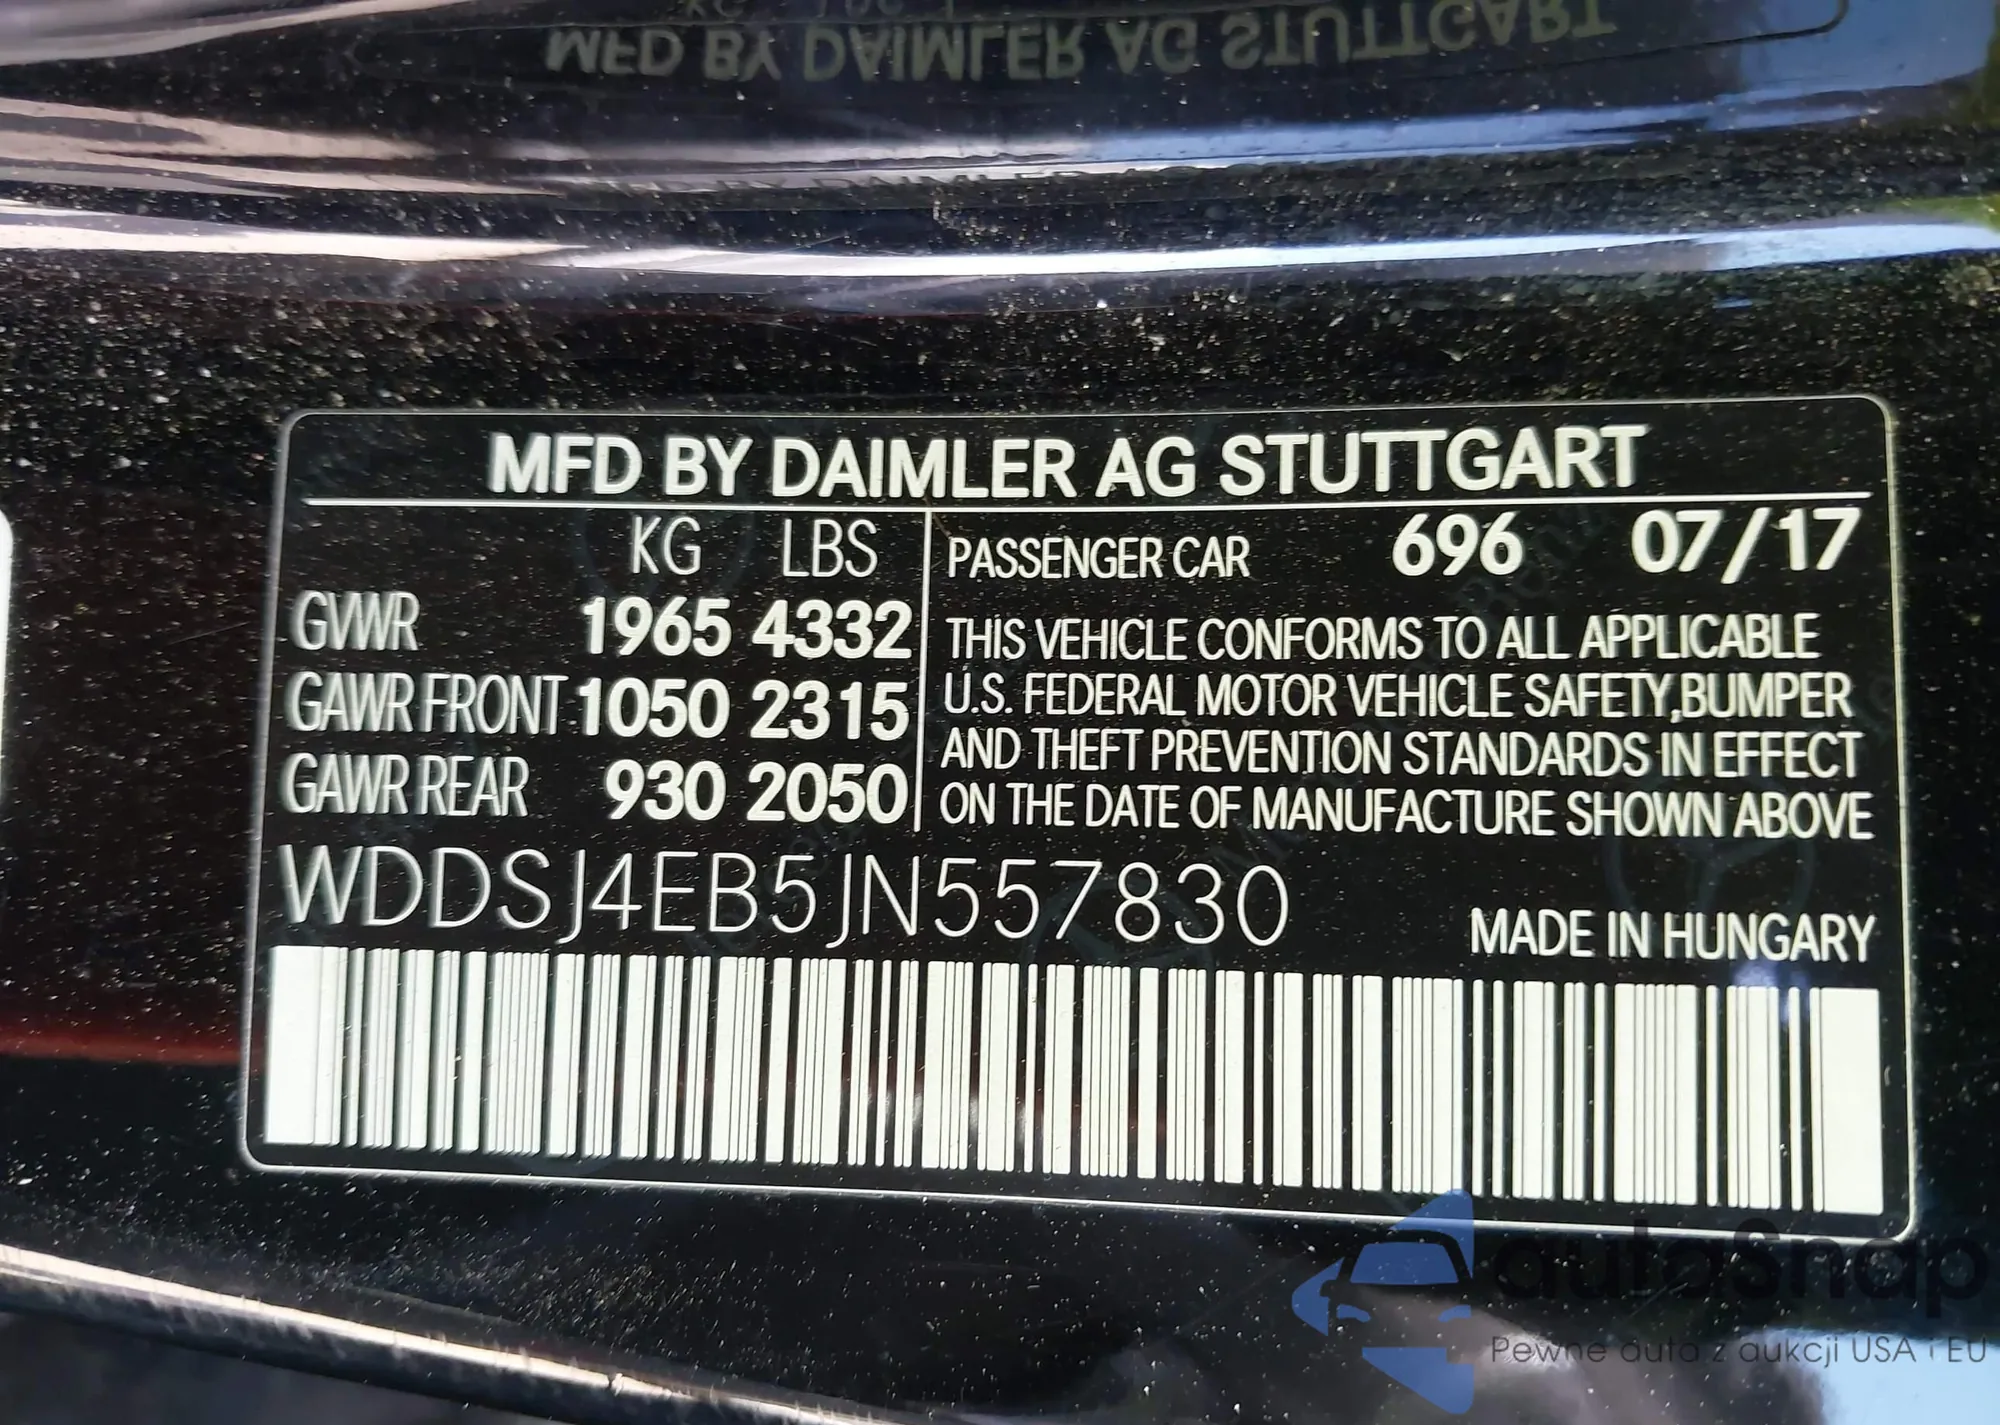 MFD BY DAIMLER AG STUTTGART
MFD BY DAIMLER AG STUTTGART
KG LBS
GVWR 1965 4332
GAWR FRONT 1050 2315
GAWR REAR 930 2050
PASSENGER CAR 696 07/17
THIS VEHICLE CONFORMS TO ALL APPLICABLE
U.S. FEDERAL MOTOR VEHICLE SAFETY,BUMPER
AND THEFT PREVENTION STANDARDS IN EFFECT
ON THE DATE OF MANUFACTURE SHOWN ABOVE
WDDSJ4EB5JN557830
MADE IN HUNGARY
autoSnap
Pewne auta z aukcji USA i EU